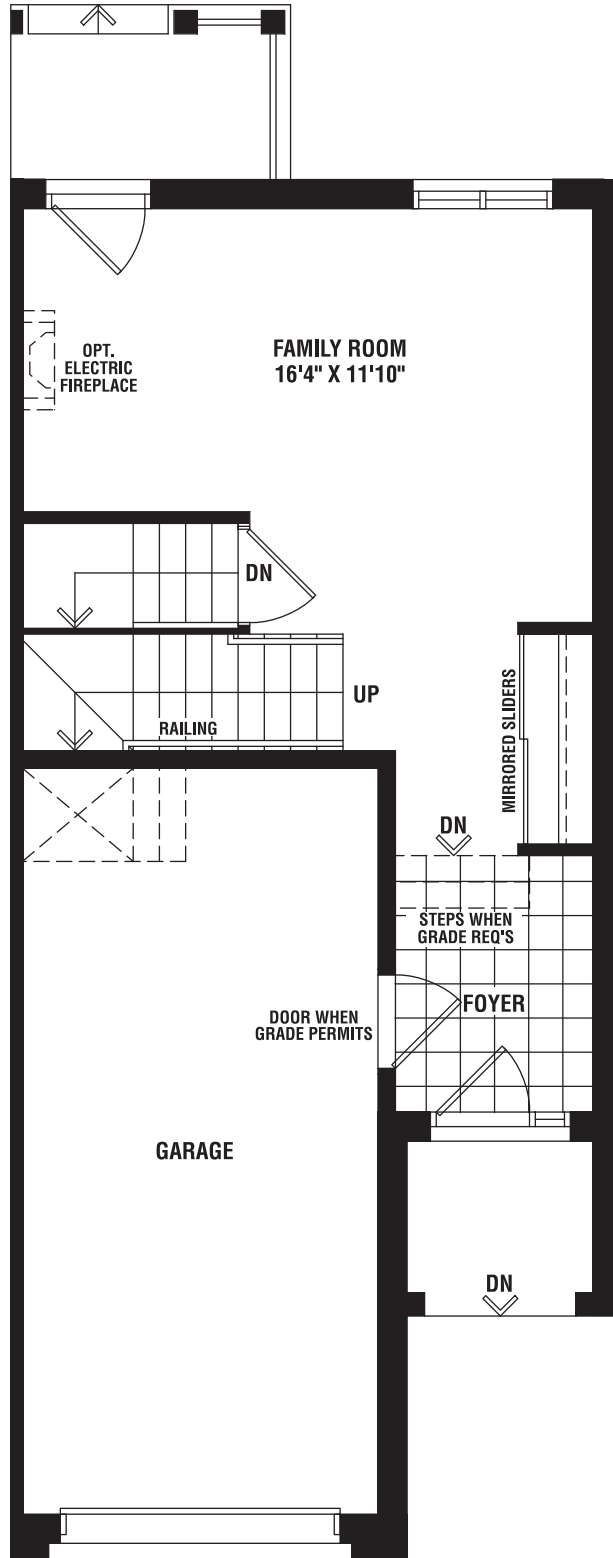 OPT.
ELECTRIC
FIREPLACE
FAMILY ROOM
16'4" X 11'10"
DN
UP
RAILING
MIRRORED SLIDERS
DN
STEPS WHEN
GRADE REQ'S
FOYER
DOOR WHEN
GRADE PERMITS
GARAGE
DN